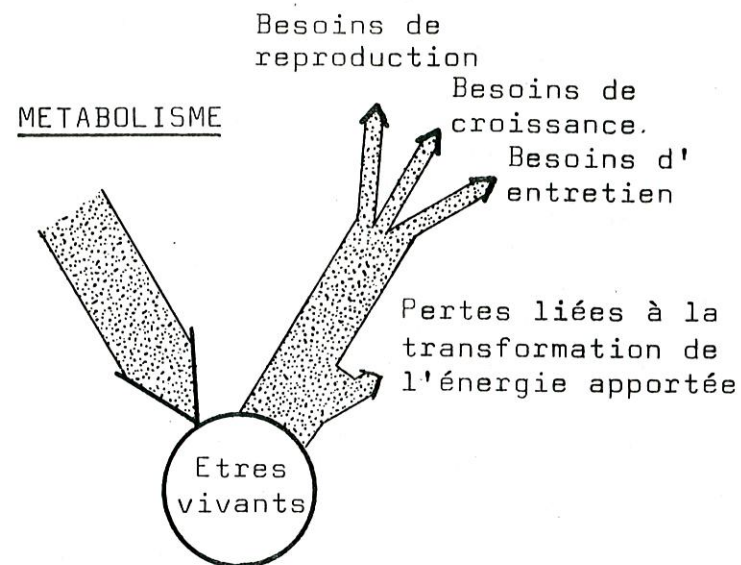 Besoins de
reproduction
METABOLISME
Besoins de
croissance.
Besoins d'
entretien
Pertes liées à la
transformation de
l'énergie apportée
Etres
vivants